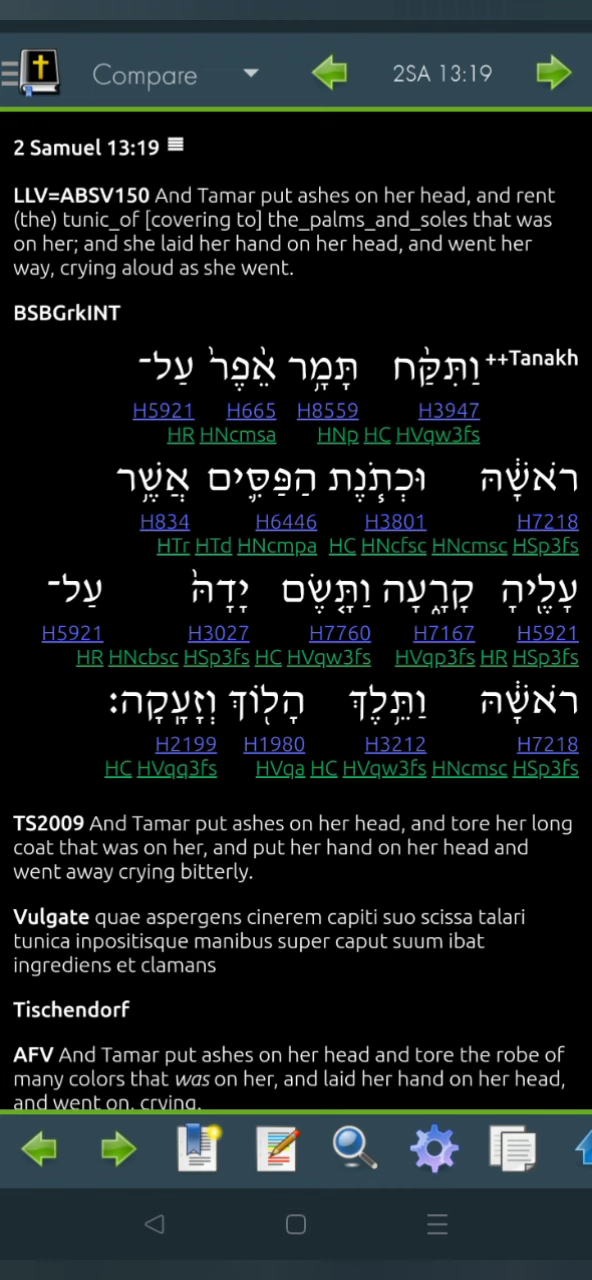 Compare
2SA 13:19
2 Samuel 13:19
LLV=ABSV150 And Tamar put ashes on her head, and rent
(the) tunic_of [covering to] the_palms_and_soles that was
on her; and she laid her hand on her head, and went her
way, crying aloud as she went.
BSBGrkINT
++Tanakh וַתִּקַּ֨ח תָּמָ֥ר אֵ֙פֶר֙ עַל־
H5921 H665 H8559 H3947
HR HNcmsa HNp HC HVqw3fs
רֹאשָׁ֔הּ וּכְתֹ֧נֶת הַפַּסִּ֛ים אֲשֶׁ֥ר
H834 H6446 H3801 H7218
HTr HTd HNcmpa HC HNcfsc HNcmsc HSp3fs
עָלֶ֖יהָ קָרָ֑עָה וַתָּ֤שֶׂם יָדָהּ֙ עַל־
H5921 H3027 H7760 H7167 H5921
HR HNcbsc HSp3fs HC HVqw3fs HVqp3fs HR HSp3fs
רֹאשָׁ֔הּ וַתֵּ֥לֶךְ הָל֖וֹךְ וְזָעָֽקָה׃
H2199 H1980 H3212 H7218
HC HVqq3fs HVqa HC HVqw3fs HNcmsc HSp3fs
TS2009 And Tamar put ashes on her head, and tore her long
coat that was on her, and put her hand on her head and
went away crying bitterly.
Vulgate quae aspergens cinerem capiti suo scissa talari
tunica inpositisque manibus super caput suum ibat
ingrediens et clamans
Tischendorf
AFV And Tamar put ashes on her head and tore the robe of
many colors that was on her, and laid her hand on her head,
and went on, crying.